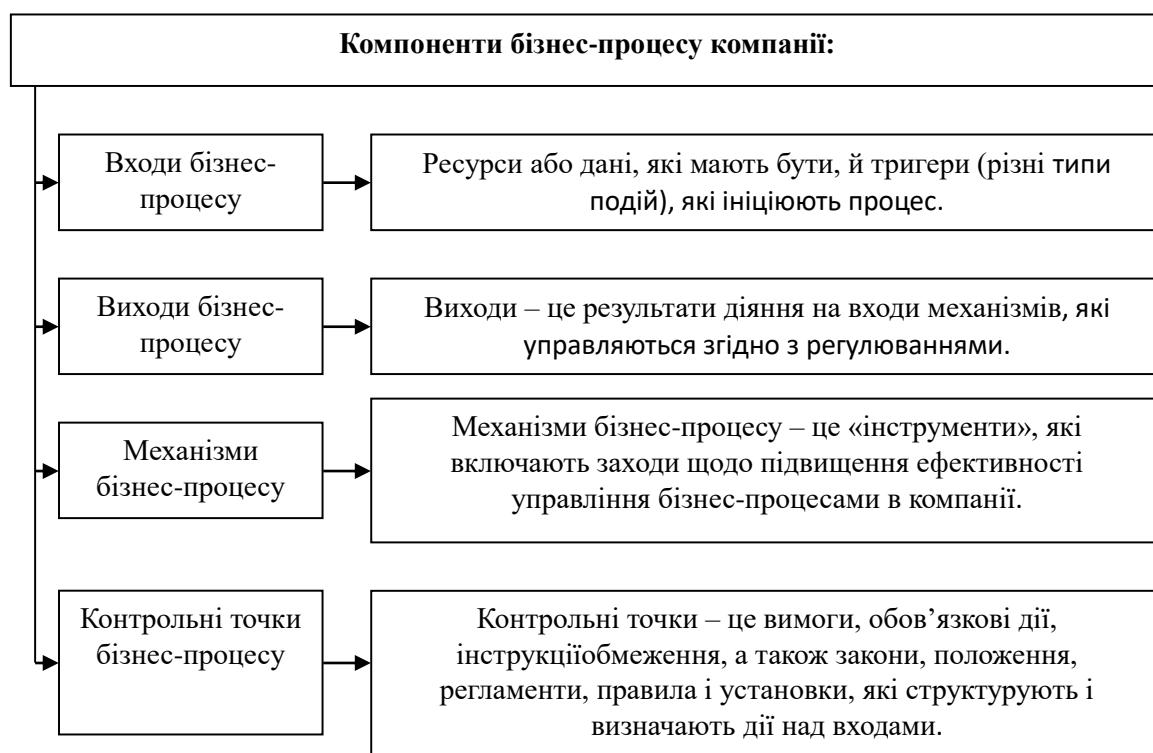 Компоненти бізнес-процесу компанії:
Входи бізнес-
процесу
Ресурси або дані, які мають бути, й тригери (різні типи
подій), які ініціюють процес.
Виходи бізнес-
процесу
Виходи – це результати діяння на входи механізмів, які
управляються згідно з регулюваннями.
Механізми
бізнес-процесу
Механізми бізнес-процесу – це «інструменти», які
включають заходи щодо підвищення ефективності
управління бізнес-процесами в компанії.
Контрольні точки
бізнес-процесу
Контрольні точки – це вимоги, обов’язкові дії,
інструкціїобмеження, а також закони, положення,
регламенти, правила і установки, які структурують і
визначають дії над входами.